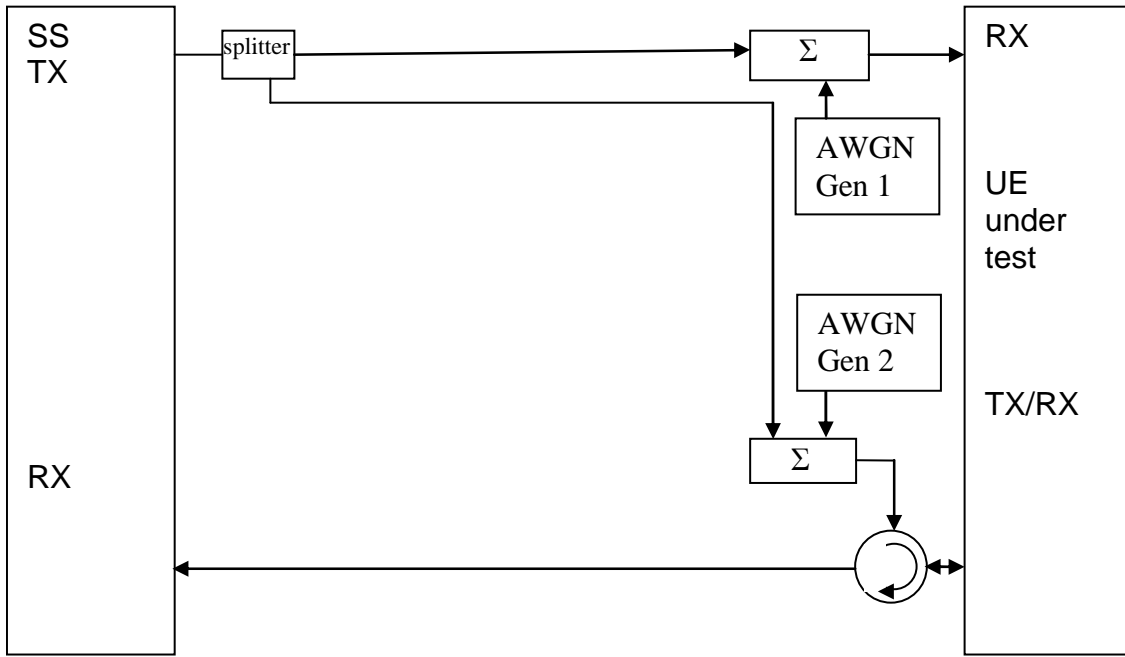 SS
TX
splitter
Σ
RX
AWGN
Gen 1
UE
under
test
AWGN
Gen 2
TX/RX
Σ
RX